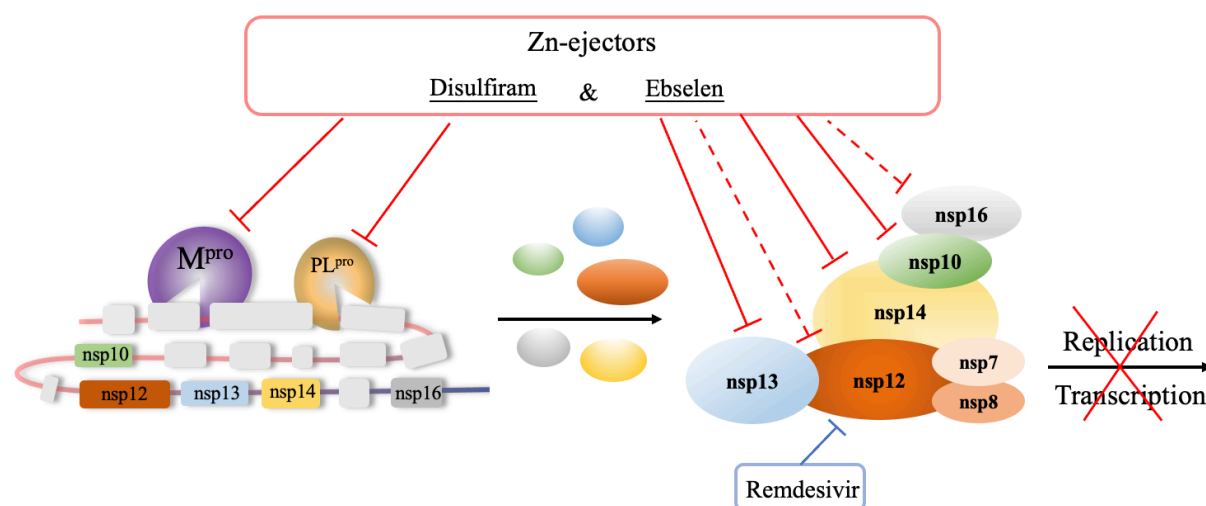 Zn-ejectors
Disulfiram & Ebselen
Mpro
PLpro
nsp10
nsp12 nsp13 nsp14 nsp16
nsp16
nsp10
nsp14
nsp13 nsp12
nsp7
nsp8
Remdesivir
Replication
Transcription